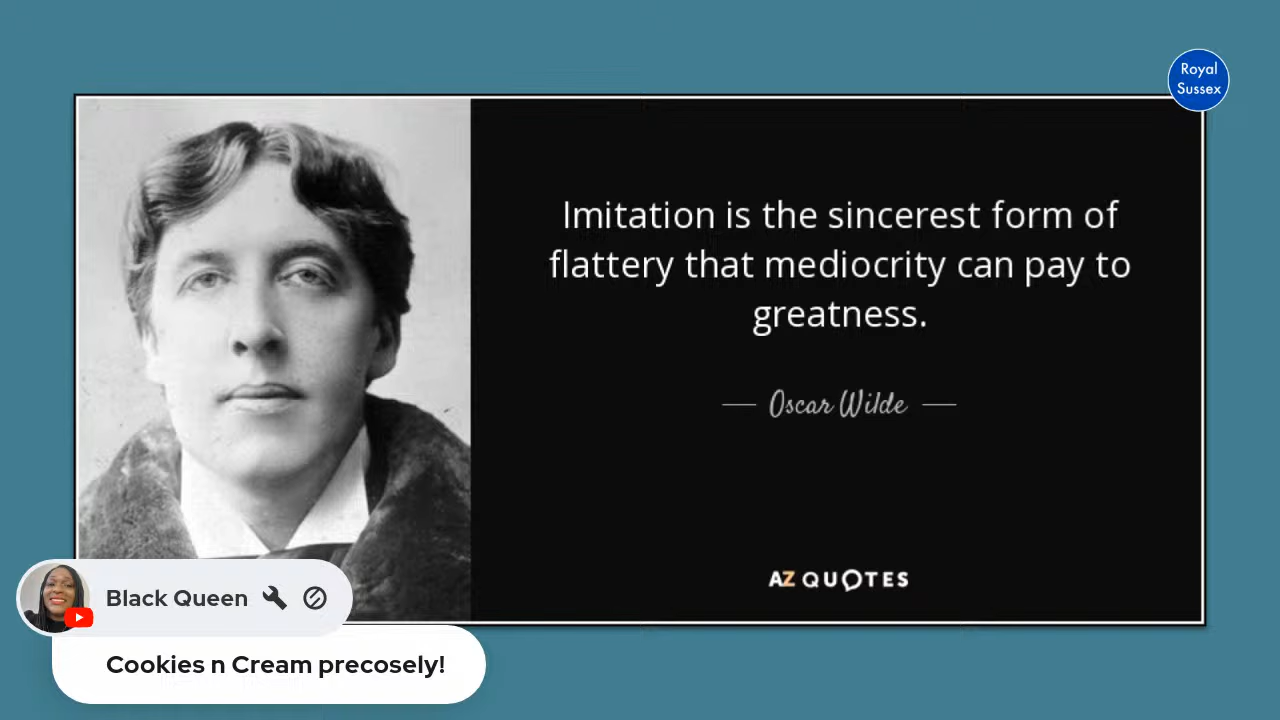 Royal
Sussex
Imitation is the sincerest form of
flattery that mediocrity can pay to
greatness.
Oscar Wilde
AZ QUOTES
Black Queen
Cookies n Cream precosely!